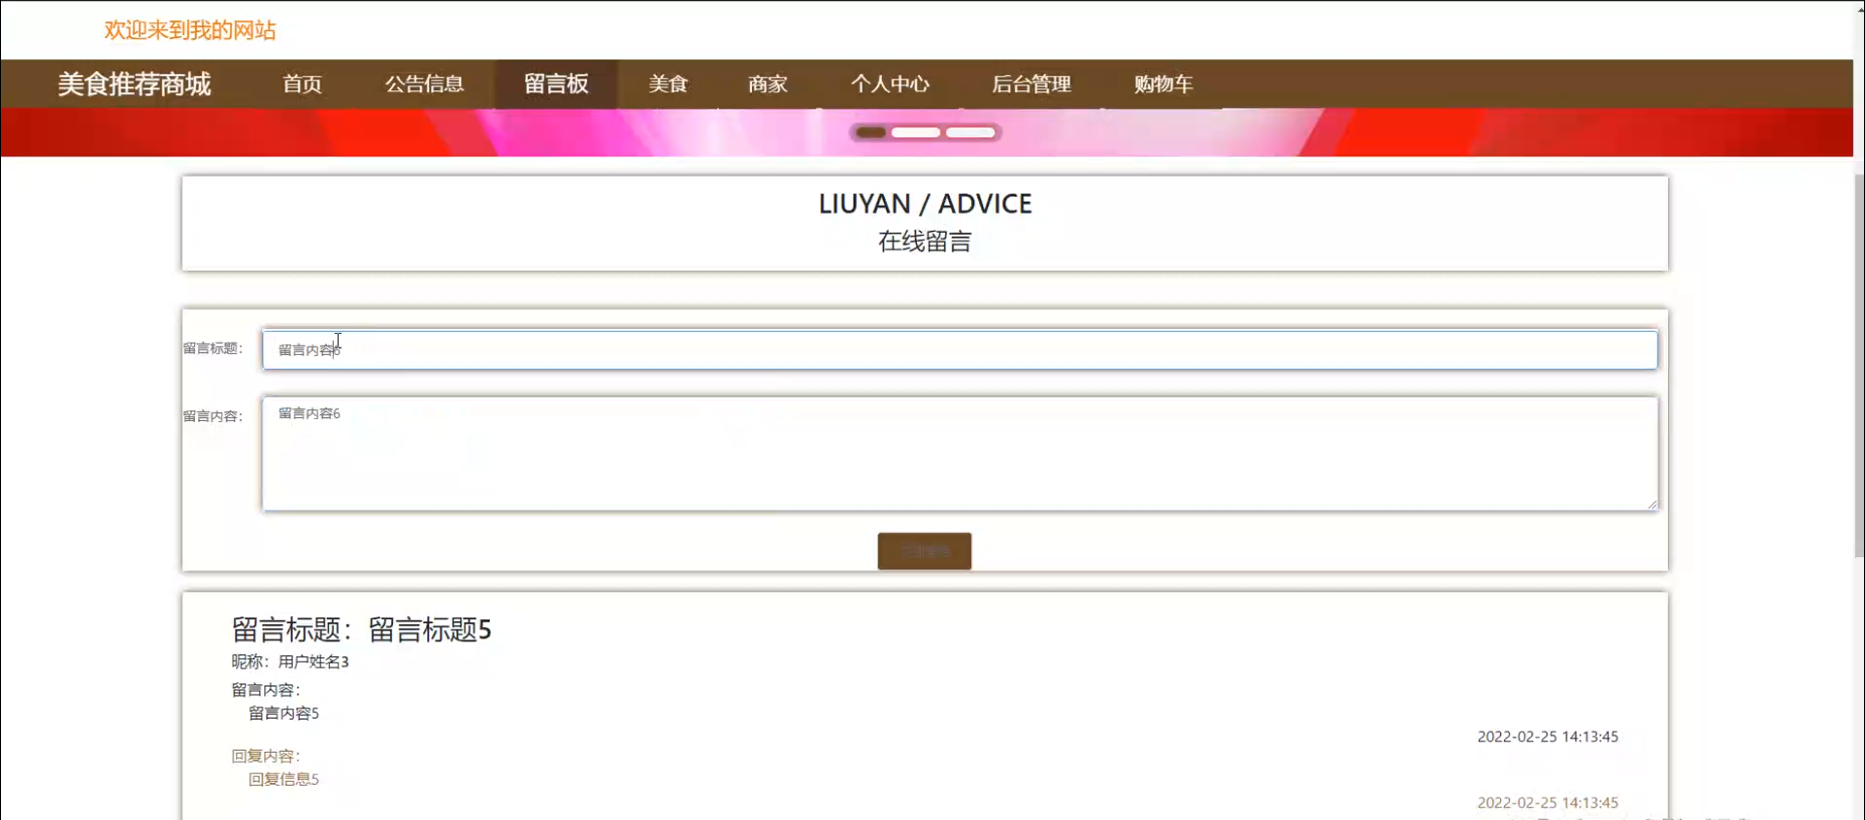 欢迎来到我的网站
美食推荐商城 首页 公告信息 留言板 美食 商家 个人中心 后台管理 购物车
LIUYAN / ADVICE
在线留言
留言标题: 留言内容6
留言内容: 留言内容6
留言标题：留言标题5
昵称：用户姓名3
留言内容:
留言内容5
2022-02-25 14:13:45
回复内容:
回复信息5
2022-02-25 14:13:45